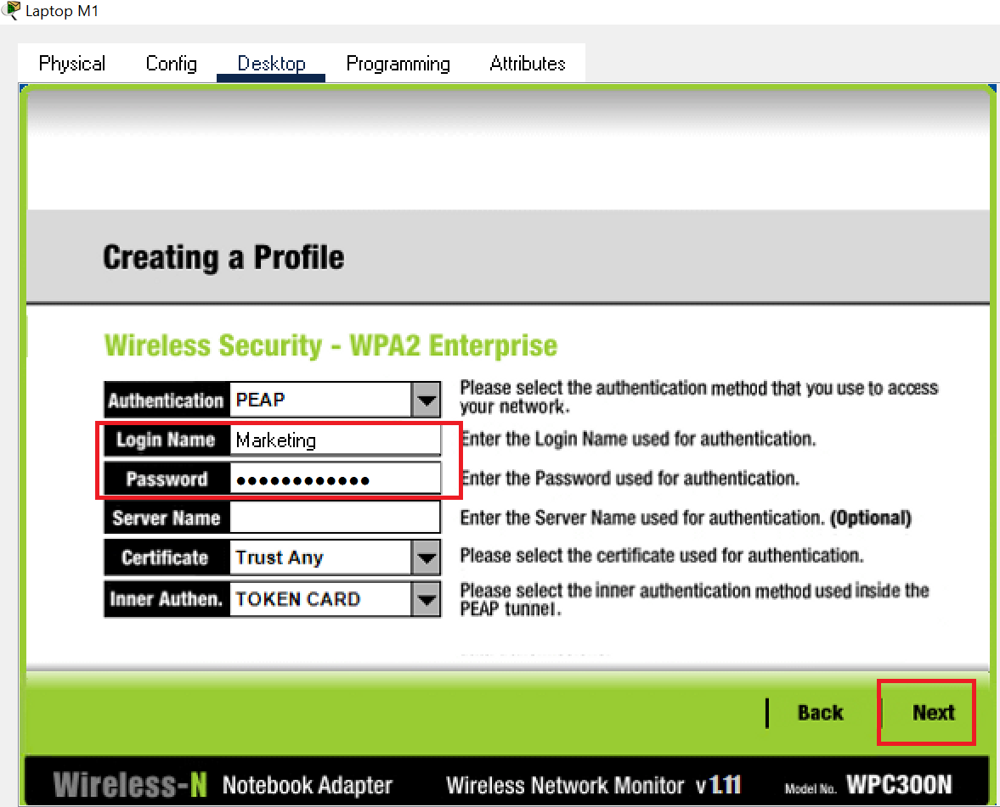 Laptop M1
Physical Config Desktop Programming Attributes
Creating a Profile
Wireless Security - WPA2 Enterprise
Authentication PEAP Please select the authentication method that you use to access
your network.
Login Name Marketing Enter the Login Name used for authentication.
Password ●●●●●●●●●●●● Enter the Password used for authentication.
Server Name Enter the Server Name used for authentication. (Optional)
Certificate Trust Any Please select the certificate used for authentication.
Inner Authen. TOKEN CARD Please select the inner authentication method used inside the
PEAP tunnel.
Back Next
Wireless-N Notebook Adapter Wireless Network Monitor v1.11 Model No. WPC300N